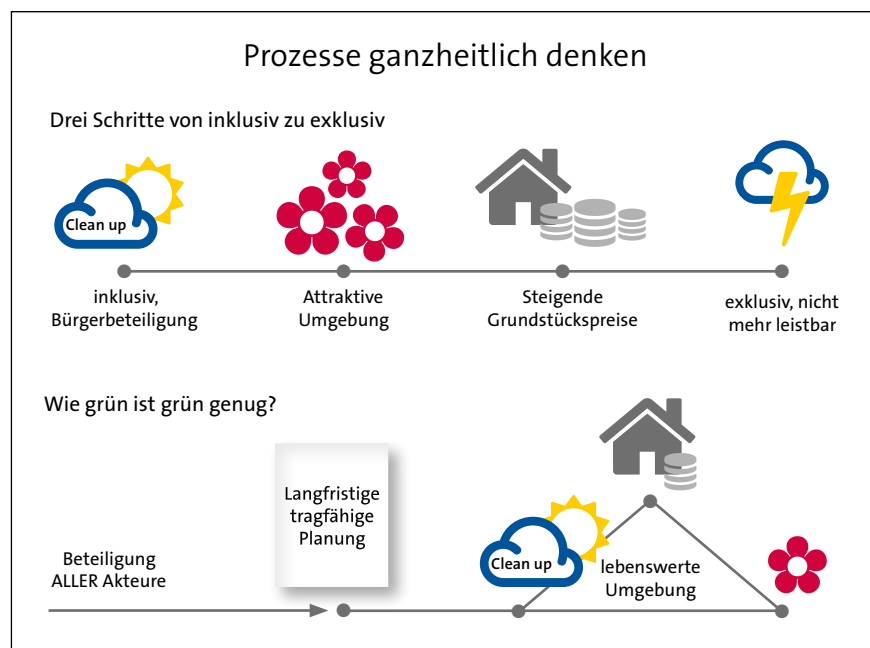 Prozesse ganzheitlich denken
Drei Schritte von inklusiv zu exklusiv
Clean up
inklusiv,
Bürgerbeteiligung
Attraktive
Umgebung
Steigende
Grundstückspreise
exklusiv, nicht
mehr leistbar
Wie grün ist grün genug?
Beteiligung
ALLER Akteure
Langfristige
tragfähige
Planung
Clean up
lebenswerte
Umgebung